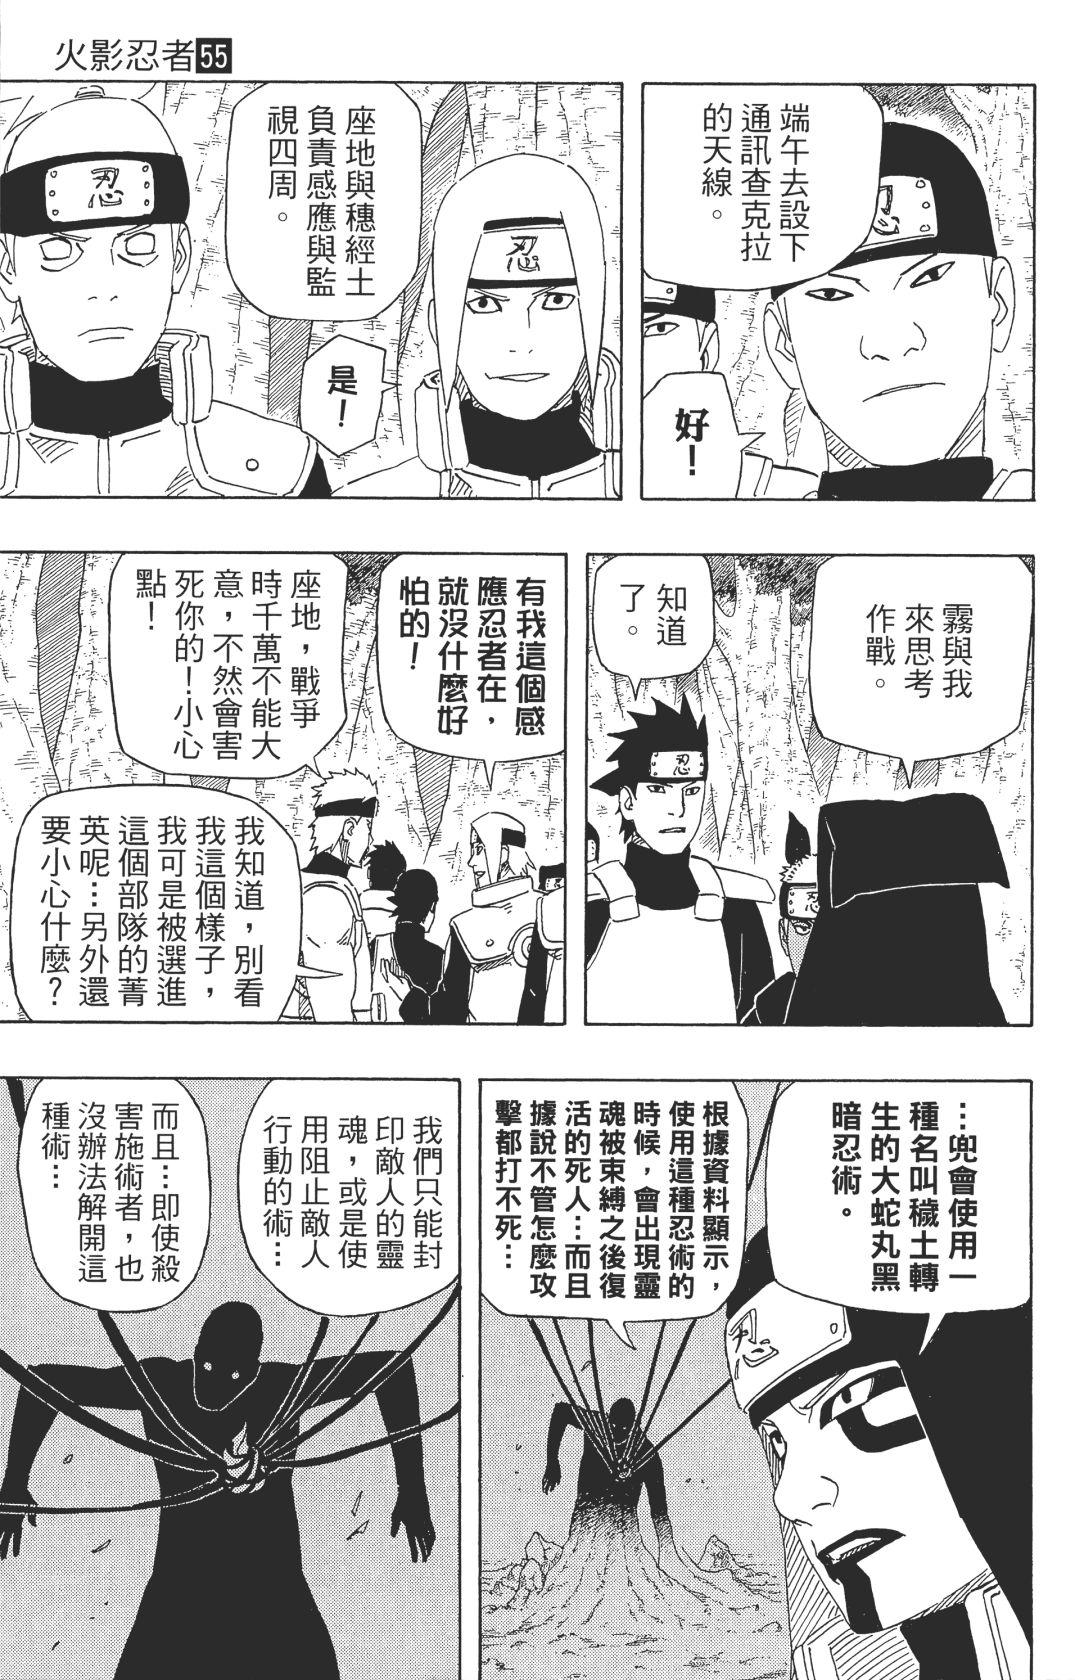 火影忍者55
端午去設下
通訊查克拉
的天線。
好！
座地與穗經土
負責感應與監
視四周。
是！
忍
忍
霧與我
來思考
作戰。
知道
了。
忍
忍
有我這個感
應忍者在，
就沒什麼好
怕的！
座地，戰爭
時千萬不能大
意，不然會害
死你的！小心
點！
我知道，別看
我這個樣子，
我可是被選進
這個部隊的菁
英呢…另外還
要小心什麼？
…兜會使用一
種名叫穢土轉
生的大蛇丸黑
暗忍術。
忍
根據資料顯示，
使用這種忍術的
時候，會出現靈
魂被束縛之後復
活的死人…而且
據說不管怎麼攻
擊都打不死…
我們只能封
印敵人的靈
魂，或是使
用阻止敵人
行動的術…
而且…即使殺
害施術者，也
沒辦法解開這
種術…